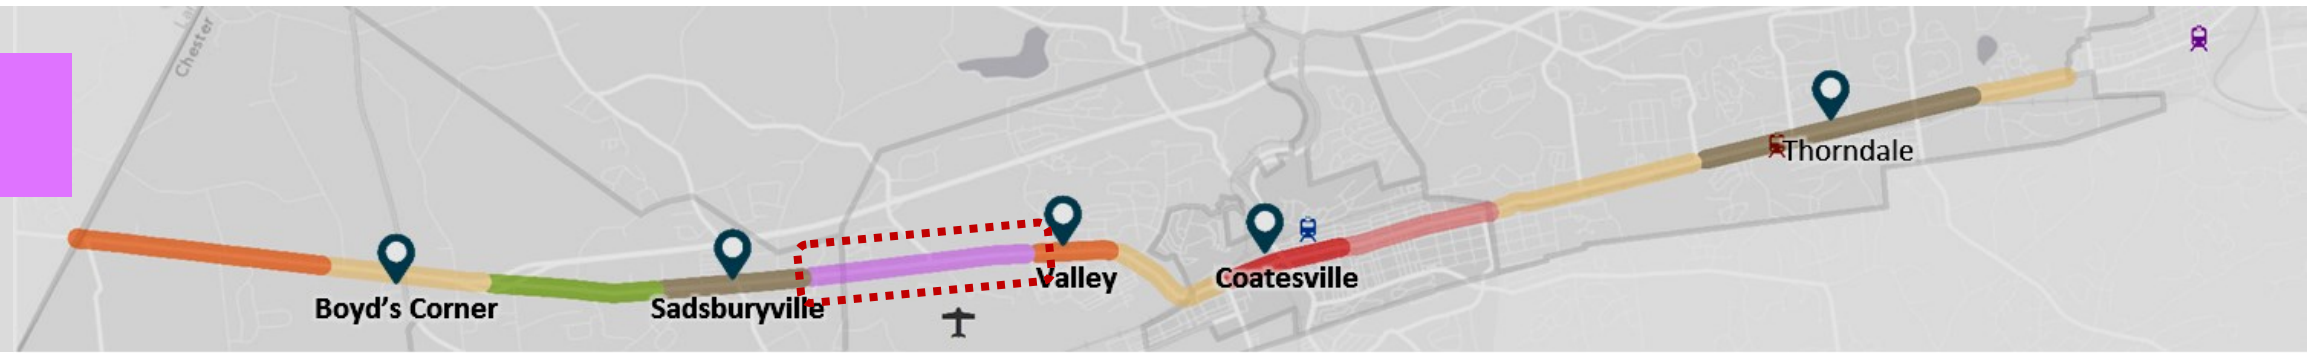 Chester
Thorndale
Valley
Coatesville
Boyd's Corner
Sadsburyville